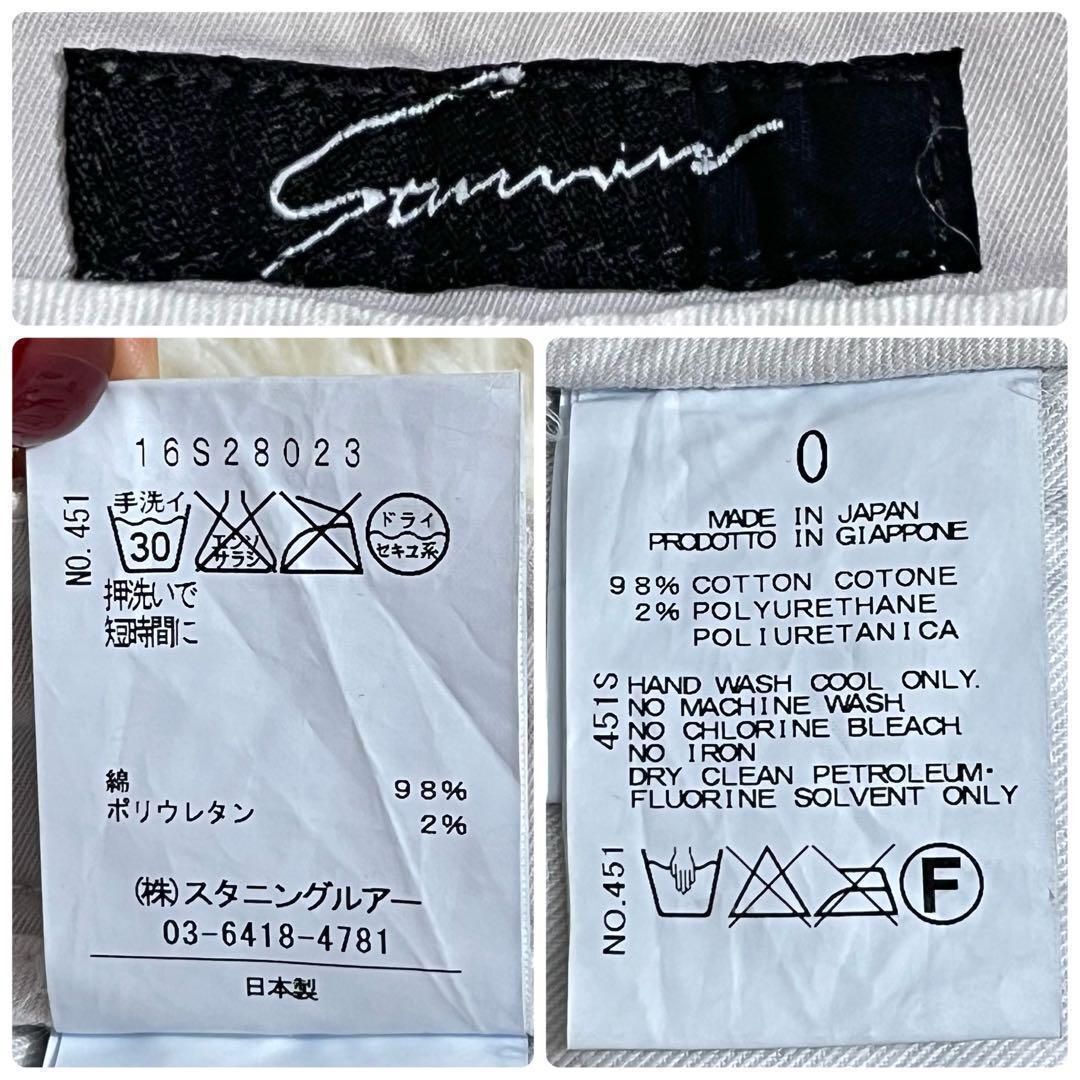 16S28023
NO. 451
手洗イ
30
エンソ
サラシ
ドライ
セキユ系
押洗いで
短時間に
綿 98%
ポリウレタン 2%
(株)スタニングルアー
03-6418-4781
日本製
0
MADE IN JAPAN
PRODOTTO IN GIAPPONE
98% COTTON COTONE
2% POLYURETHANE
POLIURETANICA
451S
HAND WASH COOL ONLY.
NO MACHINE WASH
NO CHLORINE BLEACH
NO IRON
DRY CLEAN PETROLEUM·
FLUORINE SOLVENT ONLY
NO.451
F